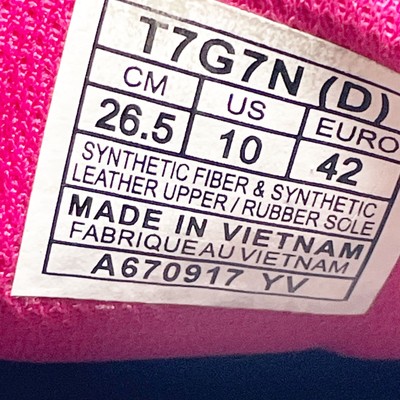 T7G7N (D)
CM US EURO
26.5 10 42
SYNTHETIC FIBER & SYNTHETIC
LEATHER UPPER / RUBBER SOLE
MADE IN VIETNAM
FABRIQUE AU VIETNAM
A670917 YV